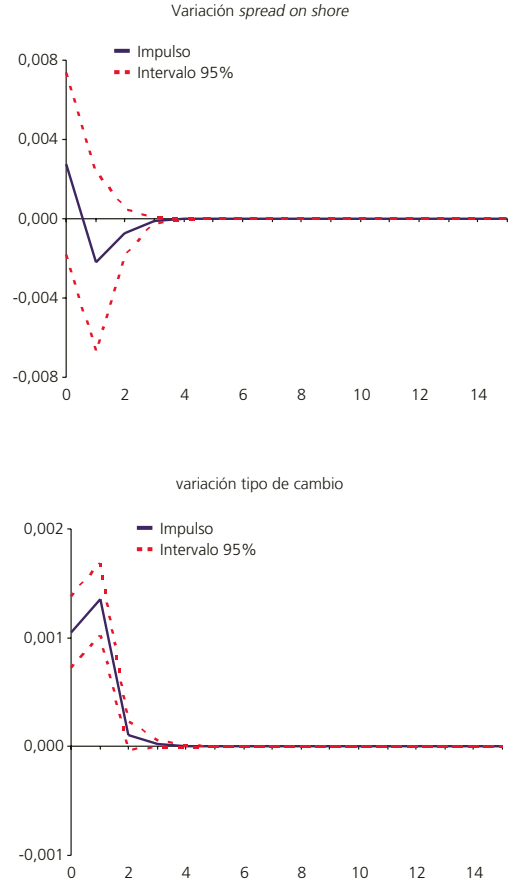 Variación spread on shore
Impulso
Intervalo 95%
0,008
0,004
0,000
-0,004
-0,008
0 2 4 6 8 10 12 14
variación tipo de cambio
Impulso
Intervalo 95%
0,002
0,001
0,000
-0,001
0 2 4 6 8 10 12 14